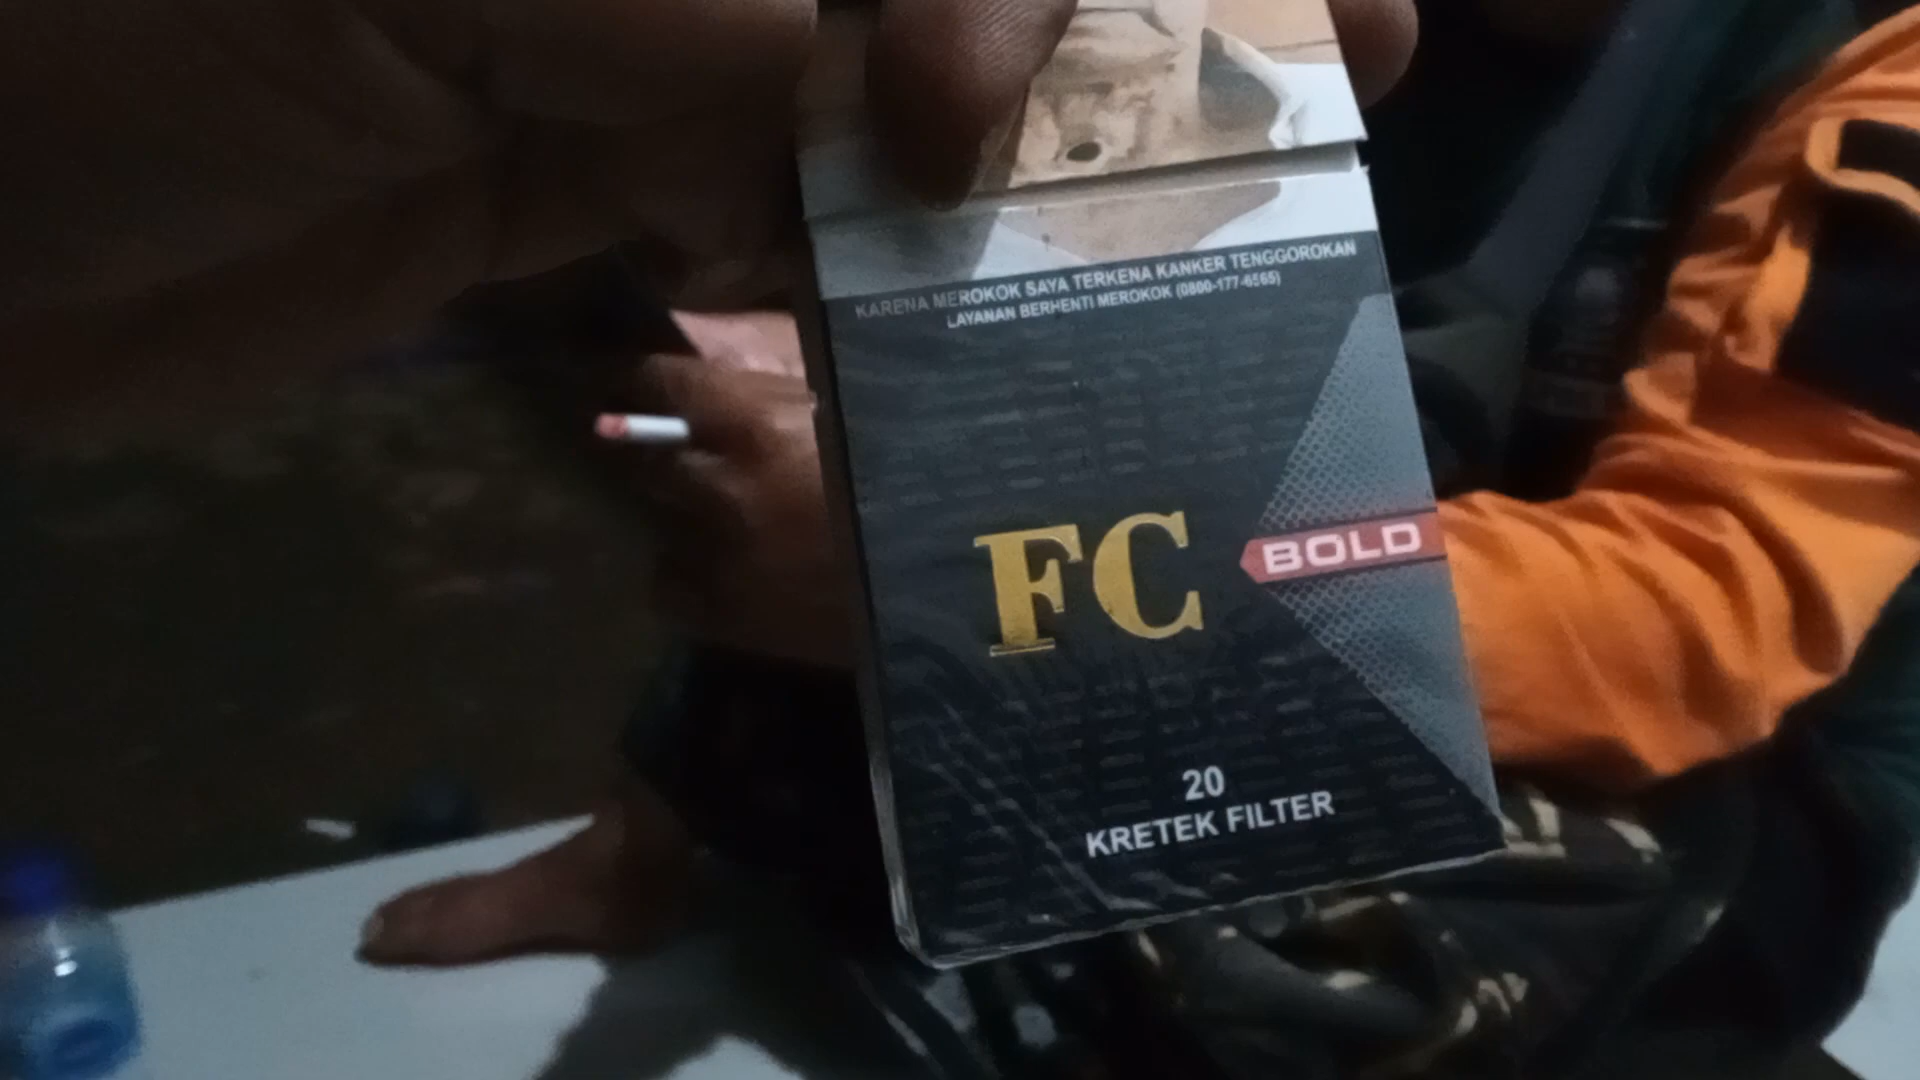 KARENA MEROKOK SAYA TERKENA KANKER TENGGOROKAN
LAYANAN BERHENTI MEROKOK (0800-177-6565)
FC
BOLD
20
KRETEK FILTER